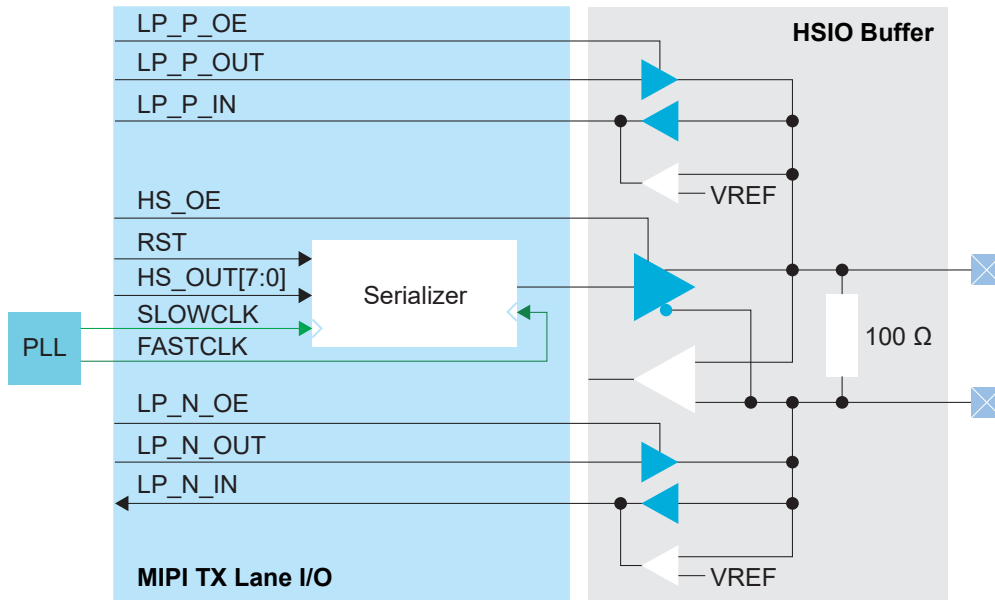 LP_P_OE
HSIO Buffer
LP_P_OUT
LP_P_IN
VREF
HS_OE
RST
HS_OUT[7:0]
Serializer
SLOWCLK
PLL
FASTCLK
100 Ω
LP_N_OE
LP_N_OUT
LP_N_IN
MIPI TX Lane I/O
VREF